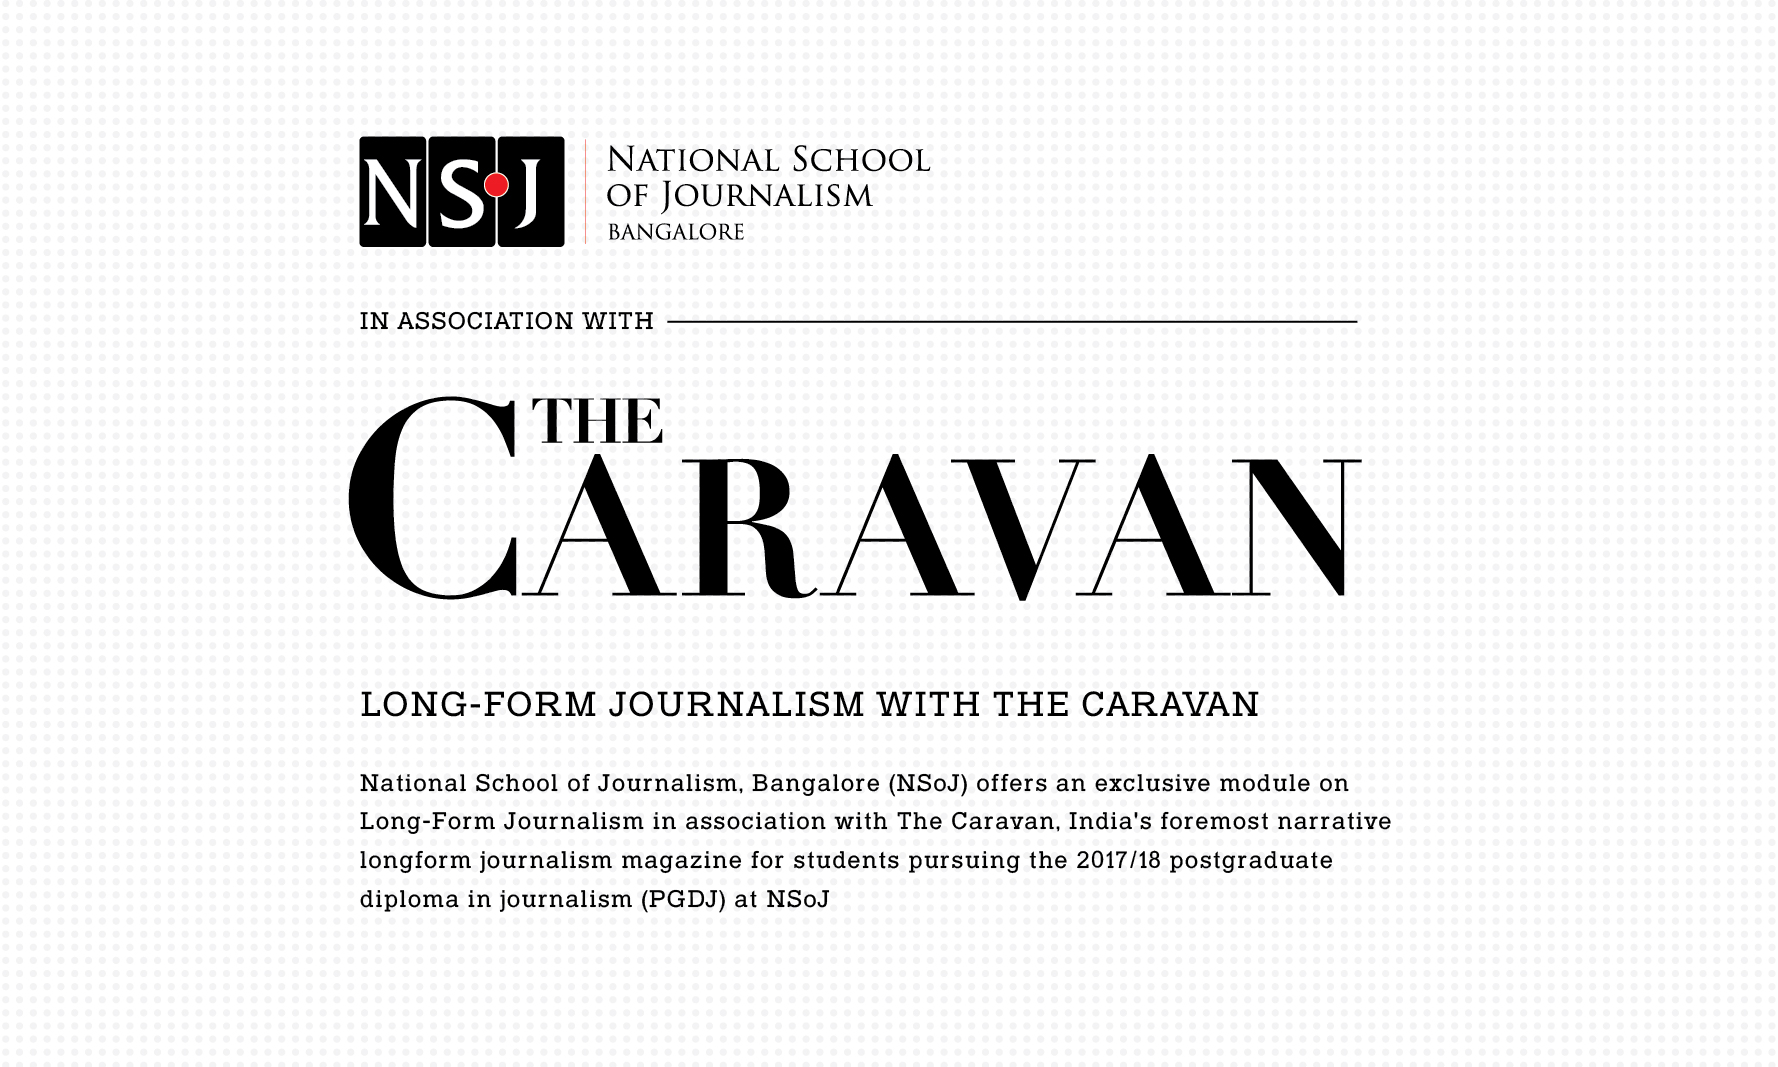 NS•J
NATIONAL SCHOOL
OF JOURNALISM
BANGALORE
IN ASSOCIATION WITH
THE
CARAVAN
LONG-FORM JOURNALISM WITH THE CARAVAN
National School of Journalism, Bangalore (NSoJ) offers an exclusive module on
Long-Form Journalism in association with The Caravan, India's foremost narrative
longform journalism magazine for students pursuing the 2017/18 postgraduate
diploma in journalism (PGDJ) at NSoJ